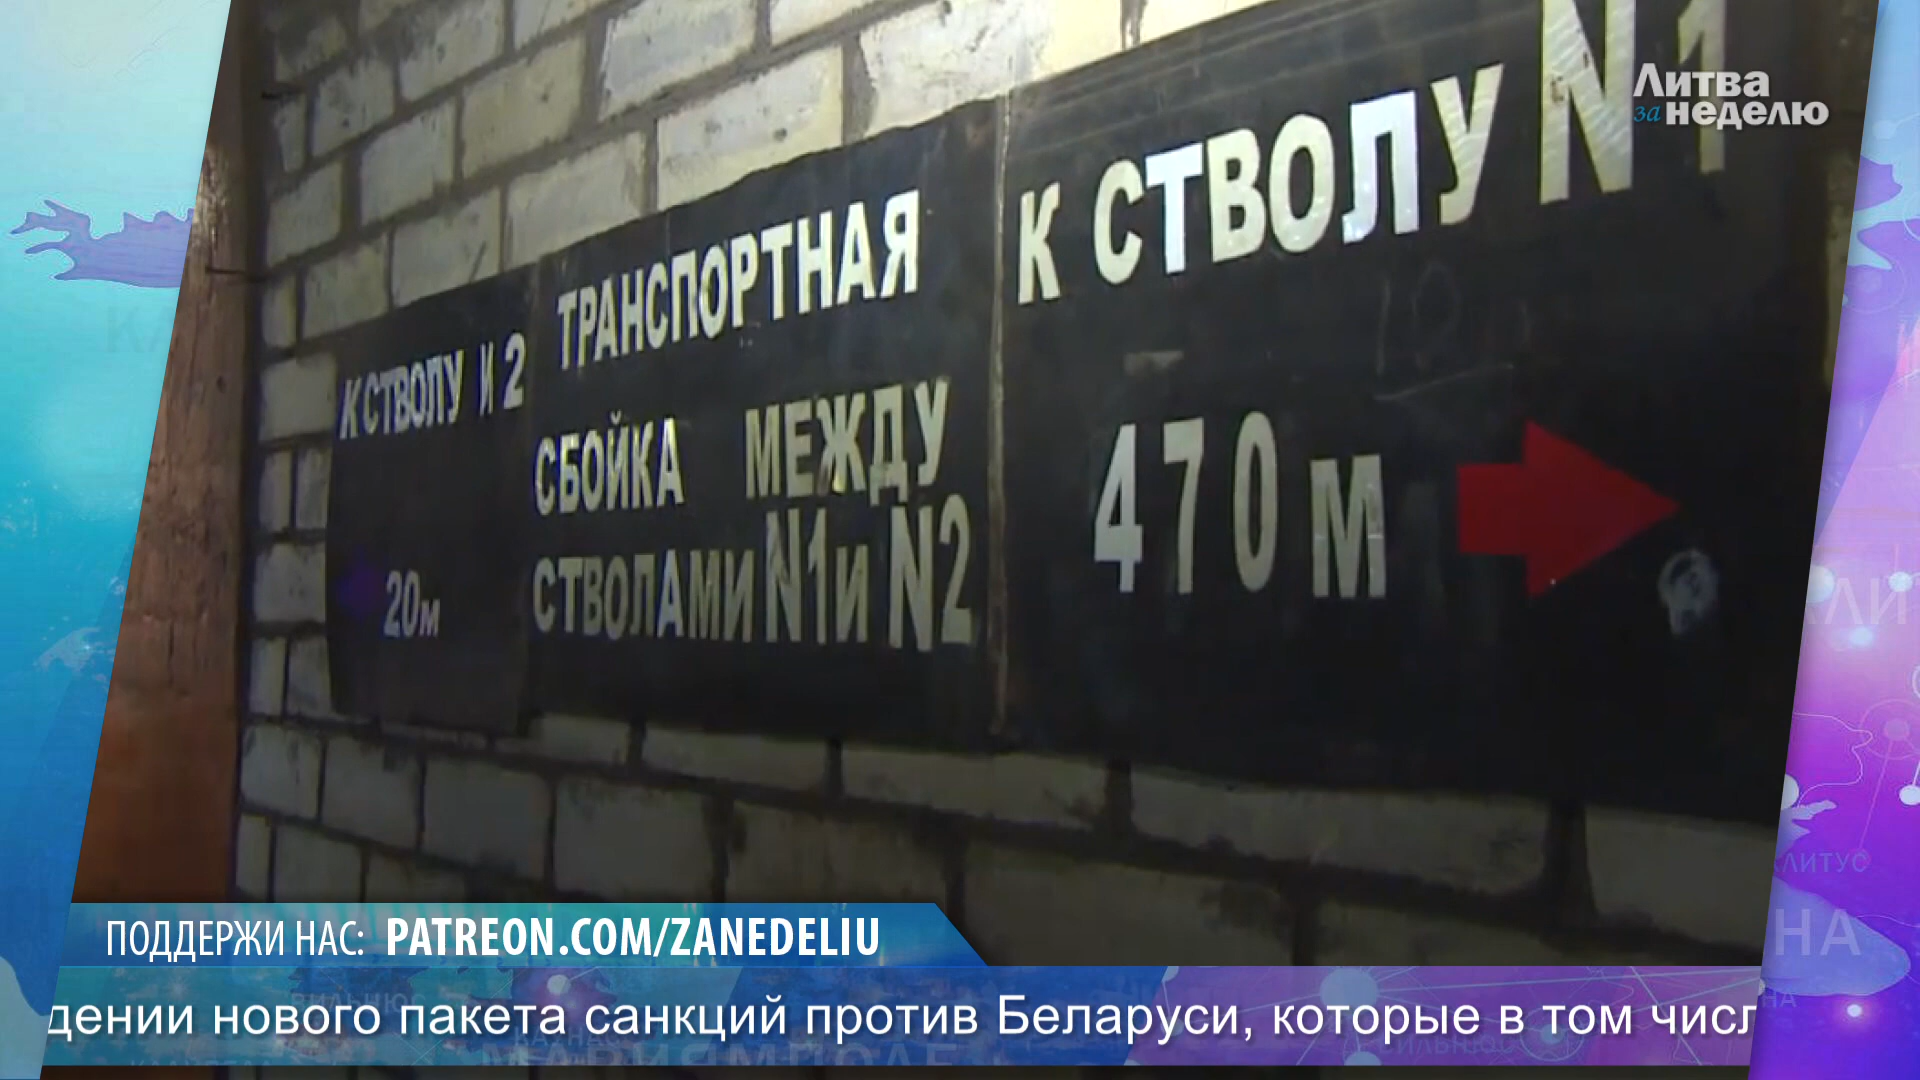 Литва
за неделю
К СТВОЛУ И 2
20м
ТРАНСПОРТНАЯ
СБОЙКА МЕЖДУ
СТВОЛАМИ N1 и N2
К СТВОЛУ N1
470 м
ПОДДЕРЖИ НАС: PATREON.COM/ZANEDELIU
дении нового пакета санкций против Беларуси, которые в том числ